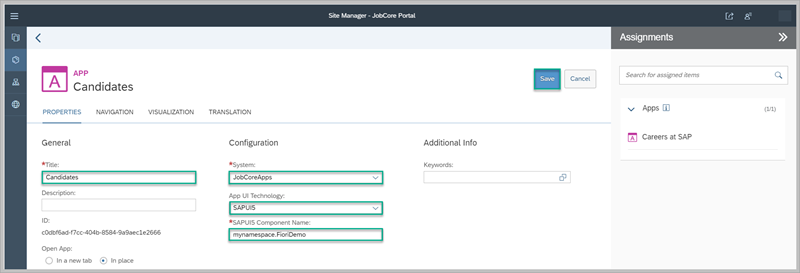 Site Manager - JobCore Portal
Assignments
APP
Candidates
Save
Cancel
PROPERTIES NAVIGATION VISUALIZATION TRANSLATION
General
*Title:
Candidates
Description:
ID:
c0dbf6ad-f7cc-404b-8584-9a9aec1e2666
Open App:
In a new tab
In place
Configuration
*System:
JobCoreApps
App UI Technology:
SAPUI5
*SAPUI5 Component Name:
mynamespace.FioriDemo
Additional Info
Keywords:
Search for assigned items
Apps (1/1)
Careers at SAP